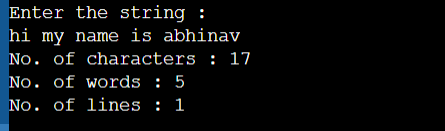 Enter the string :
hi my name is abhinav
No. of characters : 17
No. of words : 5
No. of lines : 1